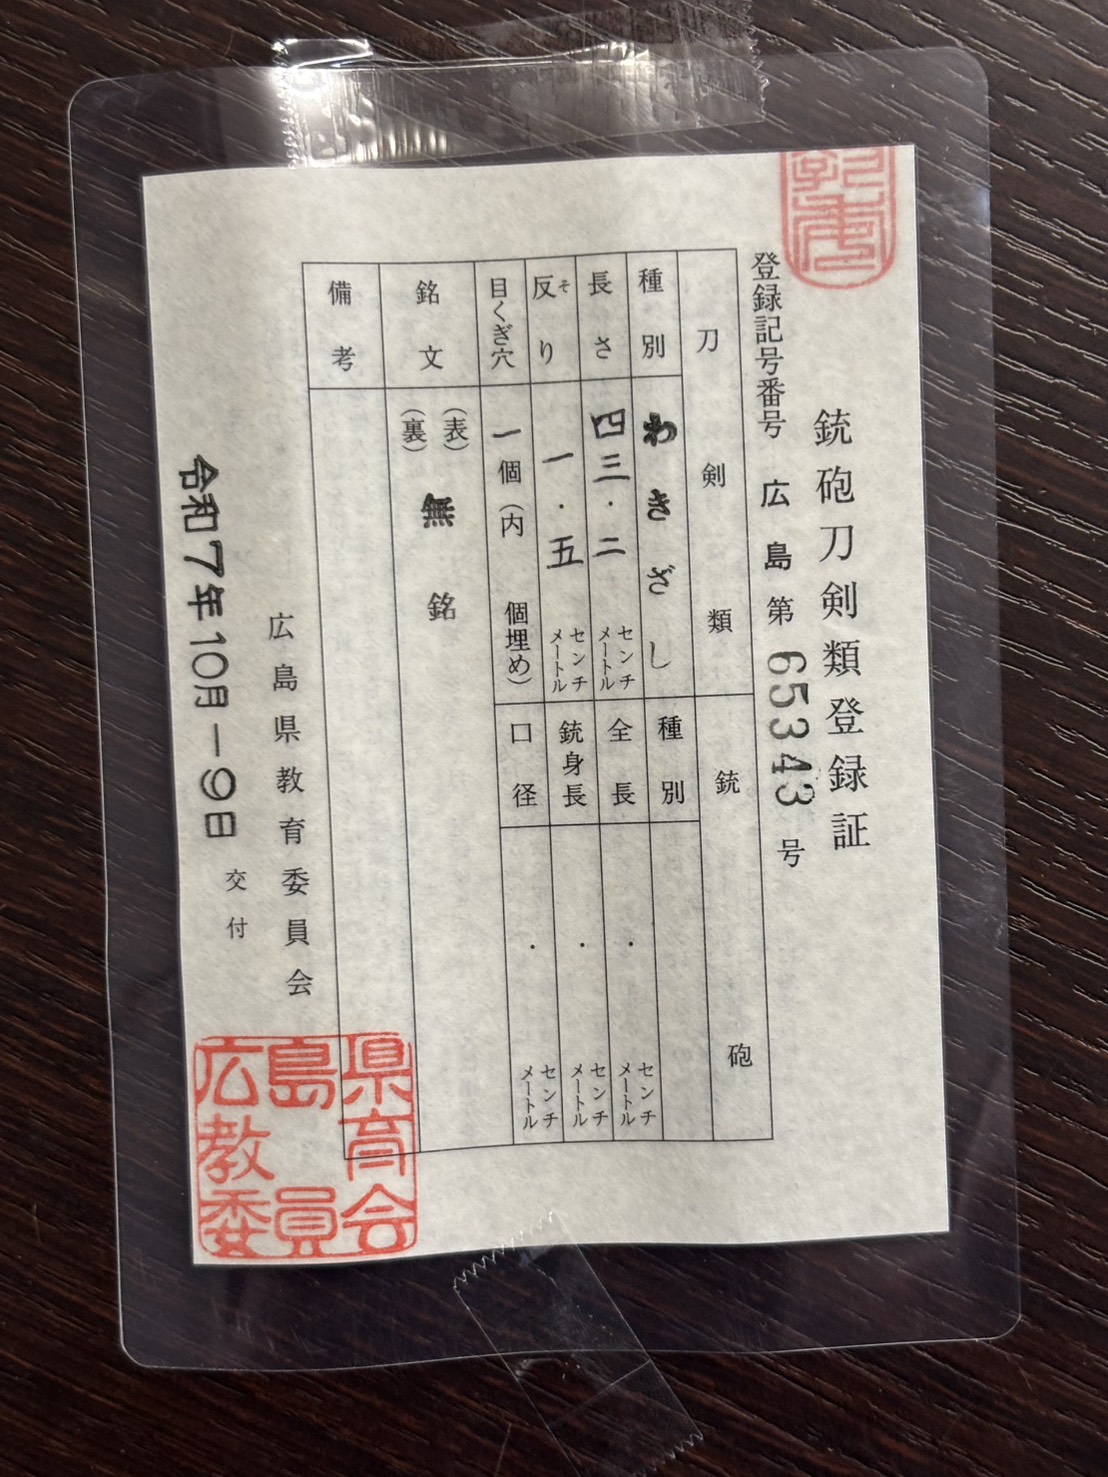 銃砲刀剣類登録証
登録記号番号 広島第 65343 号
刀剣類
種別 わきざし
長さ 四三・二 センチメートル
反り そ 一・五 センチメートル
目くぎ穴 一個(内 個埋め)
銘文 (表) 無銘
(裏)
備考
銃砲
種別
全長 ・ センチメートル
銃身長 ・ センチメートル
口径 ・ センチメートル
広島県教育委員会
令和7年10月−9日 交付
広島県教育委員会